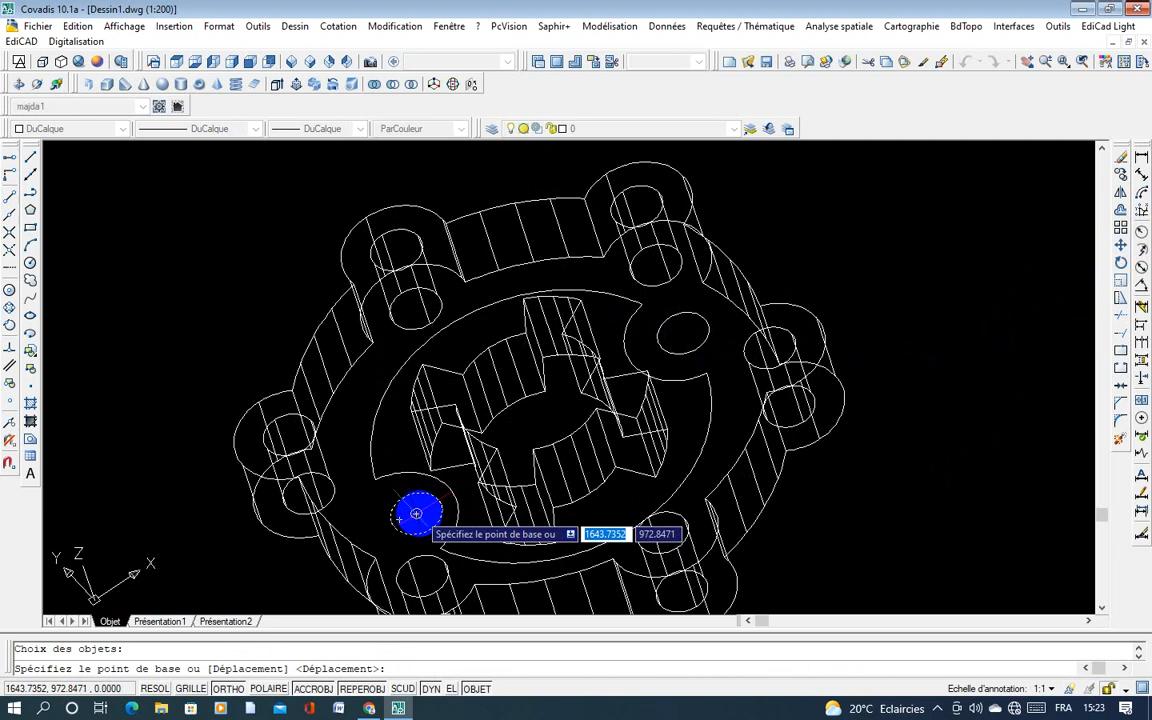 Covadis 10.1a - [Dessin1.dwg (1:200)]
Fichier Edition Affichage Insertion Format Outils Dessin Cotation Modification Fenêtre ? PcVision Saphir+ Modélisation Données Requêtes / Thématique Analyse spatiale Cartographie BdTopo Interfaces Outils EdiCad Light
EdiCAD Digitalisation
majda1
DuCalque DuCalque DuCalque ParCouleur 0
A
Spécifiez le point de base ou 1643.7352 972.8471
Y Z X
Objet Présentation1 Présentation2
Choix des objets:
Spécifiez le point de base ou [Déplacement] <Déplacement>:
1643.7352, 972.8471, 0.0000 RESOL GRILLE ORTHO POLAIRE ACCROBJ REPEROBJ SCUD DYN EL OBJET Echelle d'annotation: 1:1
20°C Eclaircies FRA 15:23